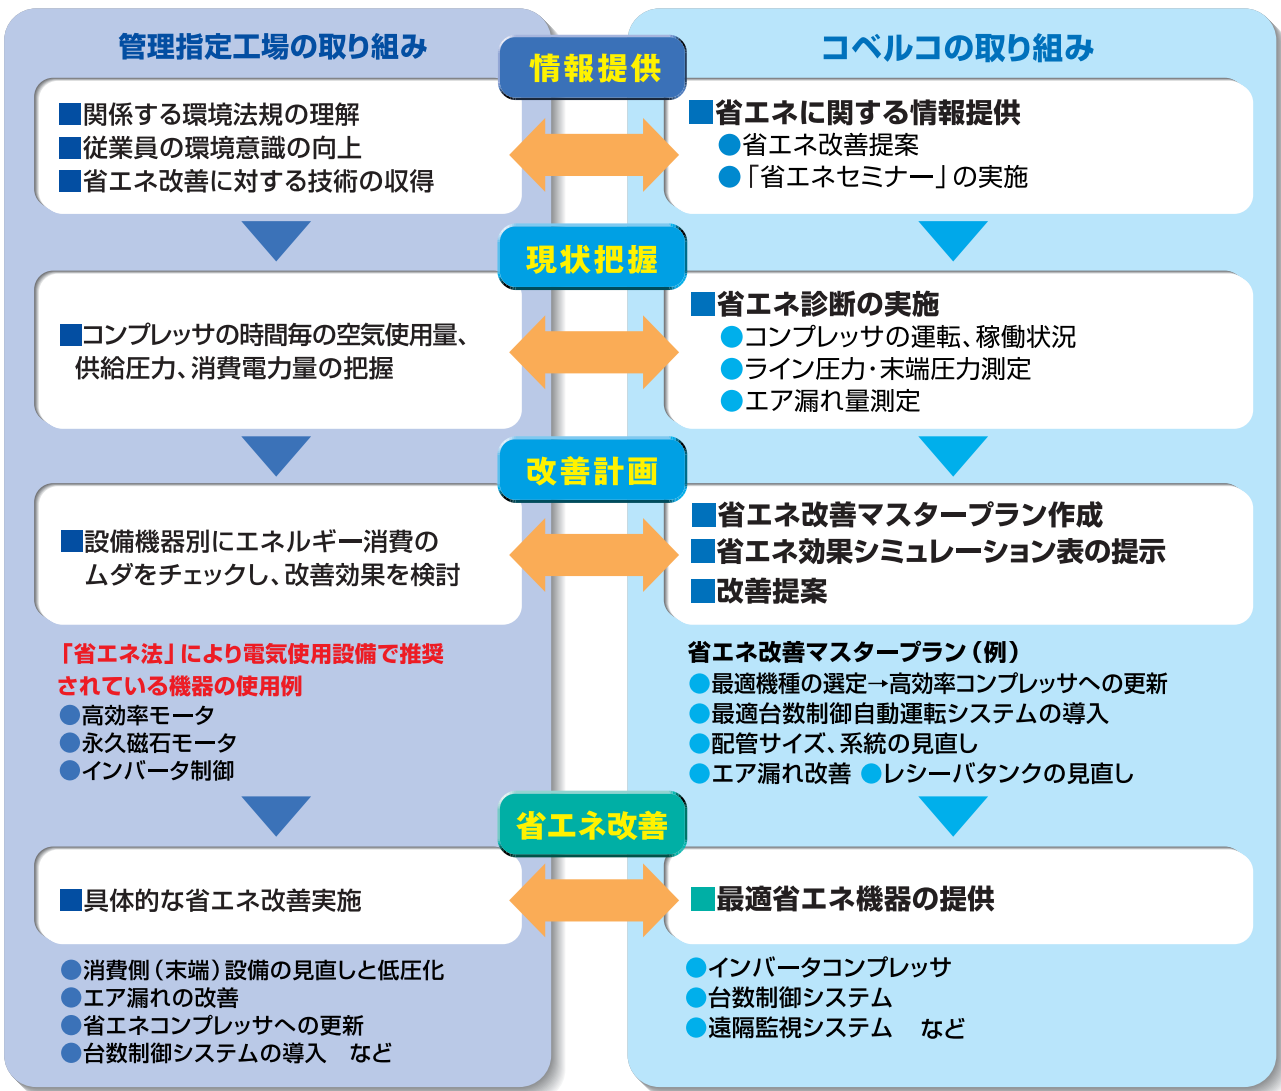 管理指定工場の取り組み
コベルコの取り組み
情報提供
■関係する環境法規の理解
■従業員の環境意識の向上
■省エネ改善に対する技術の収得
■省エネに関する情報提供
●省エネ改善提案
●「省エネセミナー」の実施
現状把握
■コンプレッサの時間毎の空気使用量、
供給圧力、消費電力量の把握
■省エネ診断の実施
●コンプレッサの運転、稼働状況
●ライン圧力・末端圧力測定
●エア漏れ量測定
改善計画
■設備機器別にエネルギー消費の
ムダをチェックし、改善効果を検討
■省エネ改善マスタープラン作成
■省エネ効果シミュレーション表の提示
■改善提案
「省エネ法」により電気使用設備で推奨
されている機器の使用例
●高効率モータ
●永久磁石モータ
●インバータ制御
省エネ改善マスタープラン（例）
●最適機種の選定→高効率コンプレッサへの更新
●最適台数制御自動運転システムの導入
●配管サイズ、系統の見直し
●エア漏れ改善 ●レシーバタンクの見直し
省エネ改善
■具体的な省エネ改善実施
■最適省エネ機器の提供
●消費側（末端）設備の見直しと低圧化
●エア漏れの改善
●省エネコンプレッサへの更新
●台数制御システムの導入　など
●インバータコンプレッサ
●台数制御システム
●遠隔監視システム　など